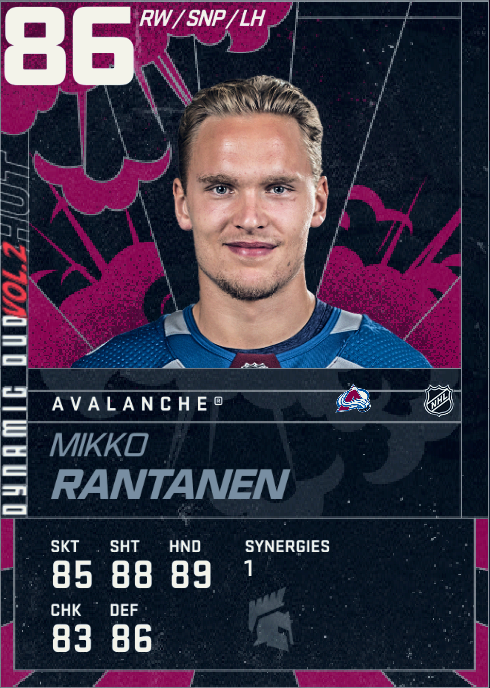 86
RW / SNP / LH
HUT
DYNAMIC DUO VOL.2
AVALANCHE®
NHL
MIKKO
RANTANEN
SKT SHT HND SYNERGIES
85 88 89 1
CHK DEF
83 86